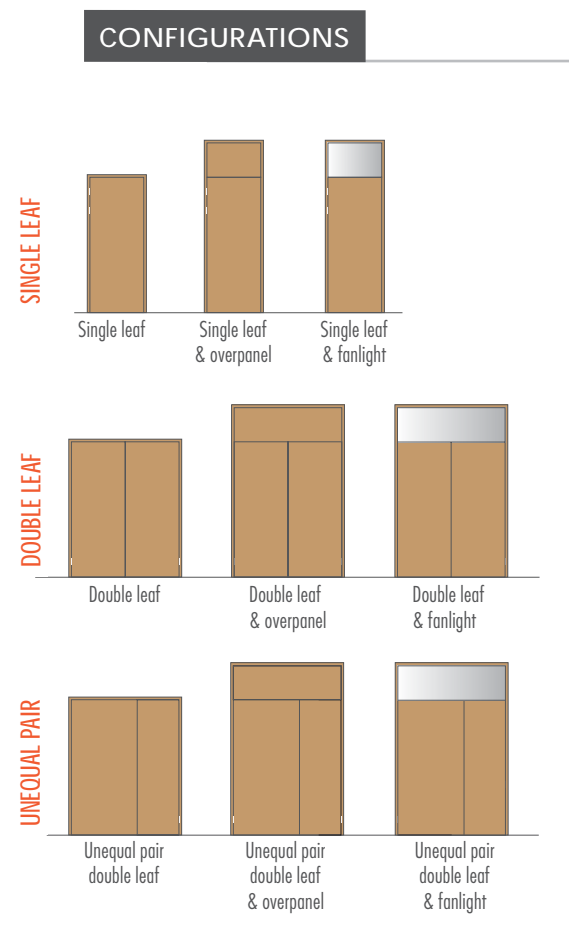 CONFIGURATIONS
SINGLE LEAF
Single leaf
Single leaf
& overpanel
Single leaf
& fanlight
DOUBLE LEAF
Double leaf
Double leaf
& overpanel
Double leaf
& fanlight
UNEQUAL PAIR
Unequal pair
double leaf
Unequal pair
double leaf
& overpanel
Unequal pair
double leaf
& fanlight